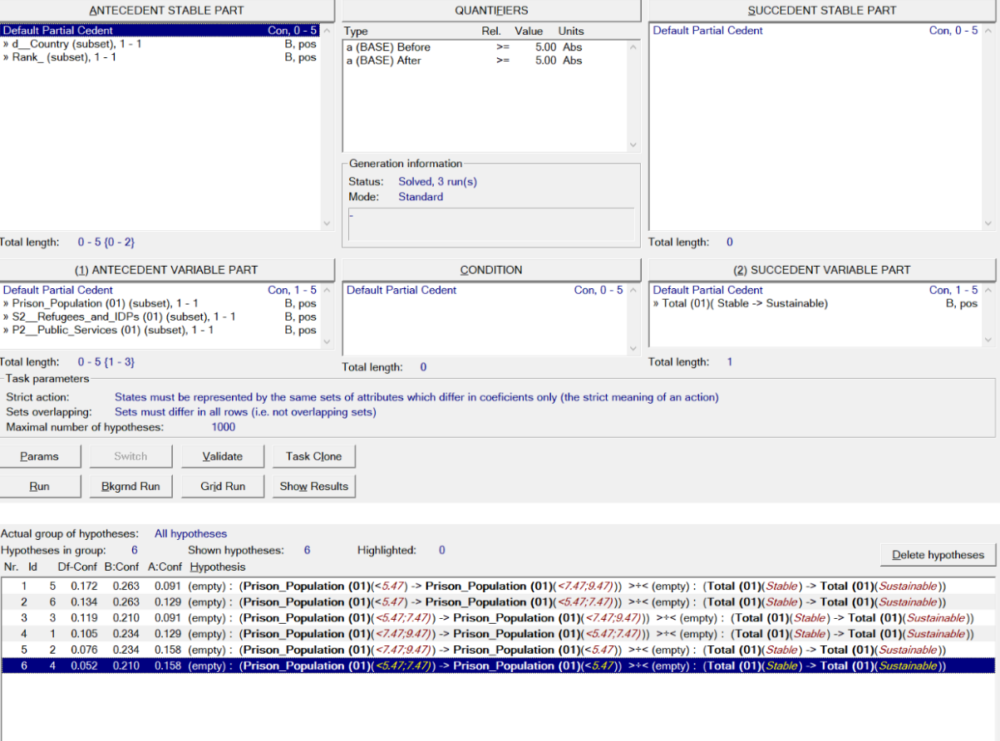 ANTECEDENT STABLE PART
Default Partial Cedent Con, 0 - 5
» d__Country (subset), 1 - 1 B, pos
» Rank_ (subset), 1 - 1 B, pos
Total length: 0 - 5 {0 - 2}
QUANTIFIERS
Type Rel. Value Units
a (BASE) Before >= 5.00 Abs
a (BASE) After >= 5.00 Abs
Generation information
Status: Solved, 3 run(s)
Mode: Standard
-
SUCCEDENT STABLE PART
Default Partial Cedent Con, 0 - 5
Total length: 0
(1) ANTECEDENT VARIABLE PART
Default Partial Cedent Con, 1 - 5
» Prison_Population (01) (subset), 1 - 1 B, pos
» S2__Refugees_and_IDPs (01) (subset), 1 - 1 B, pos
» P2__Public_Services (01) (subset), 1 - 1 B, pos
Total length: 0 - 5 {1 - 3}
CONDITION
Default Partial Cedent Con, 0 - 5
Total length: 0
(2) SUCCEDENT VARIABLE PART
Default Partial Cedent Con, 1 - 5
» Total (01)( Stable -> Sustainable) B, pos
Total length: 1
Task parameters
Strict action: States must be represented by the same sets of attributes which differ in coeficients only (the strict meaning of an action)
Sets overlapping: Sets must differ in all rows (i.e. not overlapping sets)
Maximal number of hypotheses: 1000
Params Switch Validate Task Clone
Run Bkgrnd Run Grid Run Show Results
Actual group of hypotheses: All hypotheses
Hypotheses in group: 6 Shown hypotheses: 6 Highlighted: 0
Delete hypotheses
Nr. Id Df-Conf B:Conf A:Conf Hypothesis
1 5 0.172 0.263 0.091 (empty) : (Prison_Population (01)(<5.47) -> Prison_Population (01)(<7.47;9.47))) >÷< (empty) : (Total (01)(Stable) -> Total (01)(Sustainable))
2 6 0.134 0.263 0.129 (empty) : (Prison_Population (01)(<5.47) -> Prison_Population (01)(<5.47;7.47))) >÷< (empty) : (Total (01)(Stable) -> Total (01)(Sustainable))
3 3 0.119 0.210 0.091 (empty) : (Prison_Population (01)(<5.47;7.47)) -> Prison_Population (01)(<7.47;9.47))) >÷< (empty) : (Total (01)(Stable) -> Total (01)(Sustainable))
4 1 0.105 0.234 0.129 (empty) : (Prison_Population (01)(<7.47;9.47)) -> Prison_Population (01)(<5.47;7.47))) >÷< (empty) : (Total (01)(Stable) -> Total (01)(Sustainable))
5 2 0.076 0.234 0.158 (empty) : (Prison_Population (01)(<7.47;9.47)) -> Prison_Population (01)(<5.47)) >÷< (empty) : (Total (01)(Stable) -> Total (01)(Sustainable))
6 4 0.052 0.210 0.158 (empty) : (Prison_Population (01)(<5.47;7.47)) -> Prison_Population (01)(<5.47)) >÷< (empty) : (Total (01)(Stable) -> Total (01)(Sustainable))